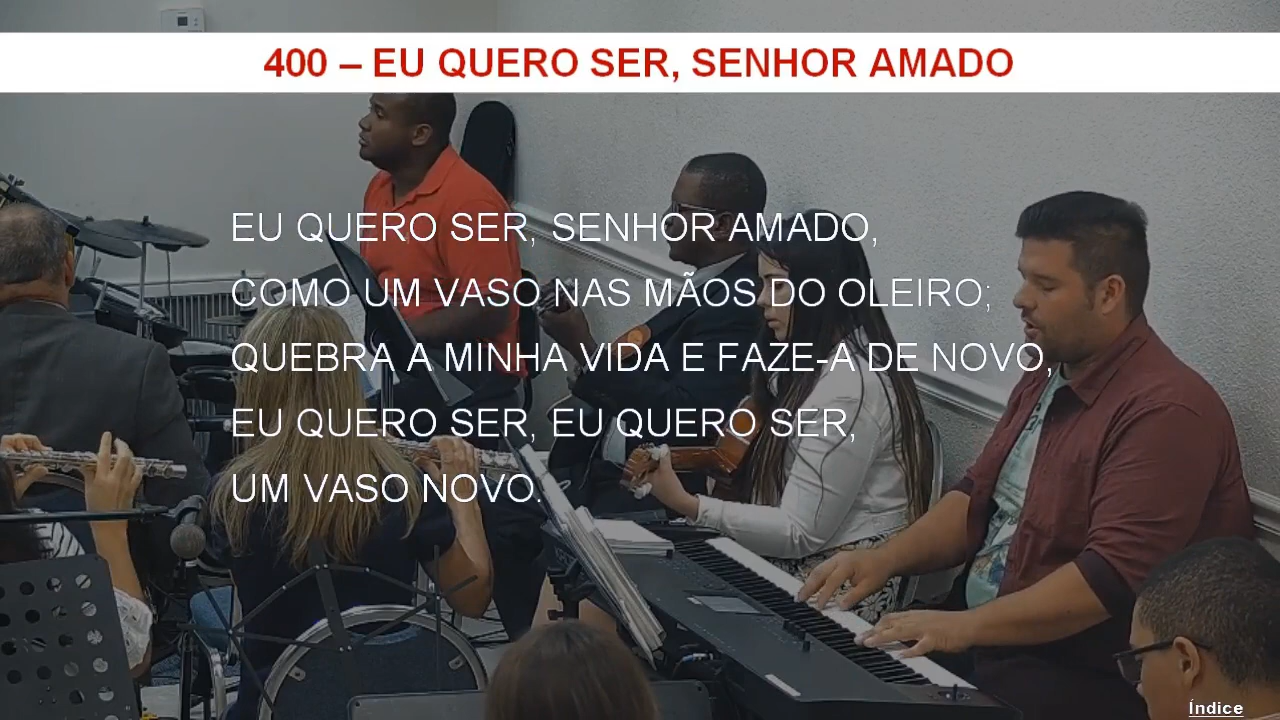 400 – EU QUERO SER, SENHOR AMADO
EU QUERO SER, SENHOR AMADO,
COMO UM VASO NAS MÃOS DO OLEIRO;
QUEBRA A MINHA VIDA E FAZE-A DE NOVO,
EU QUERO SER, EU QUERO SER,
UM VASO NOVO.
Índice